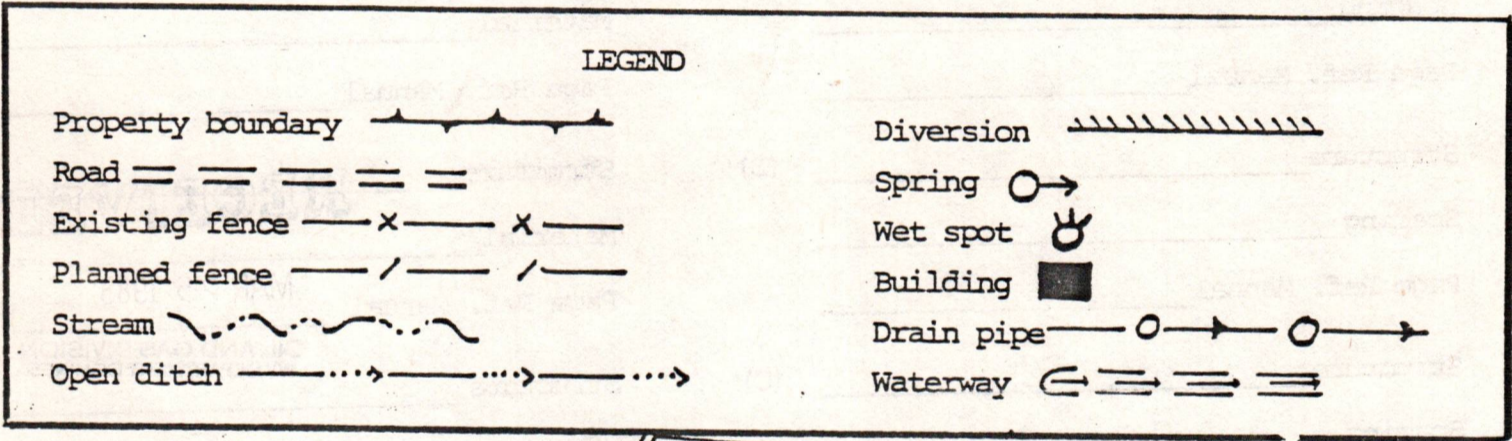 LEGEND
Property boundary
Road
Existing fence
Planned fence
Stream
Open ditch
Diversion
Spring
Wet spot
Building
Drain pipe
Waterway